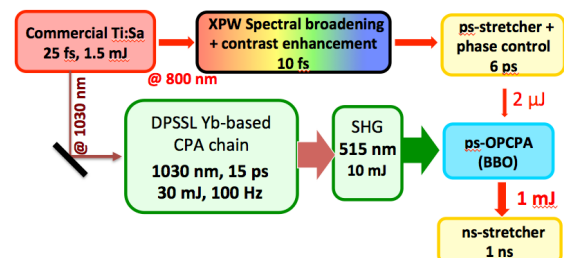 Commercial Ti:Sa
25 fs, 1.5 mJ
XPW Spectral broadening
+ contrast enhancement
10 fs
ps-stretcher +
phase control
6 ps
@ 800 nm
@ 1030 nm
2 µJ
DPSSL Yb-based
CPA chain
1030 nm, 15 ps
30 mJ, 100 Hz
SHG
515 nm
10 mJ
ps-OPCPA
(BBO)
1 mJ
ns-stretcher
1 ns